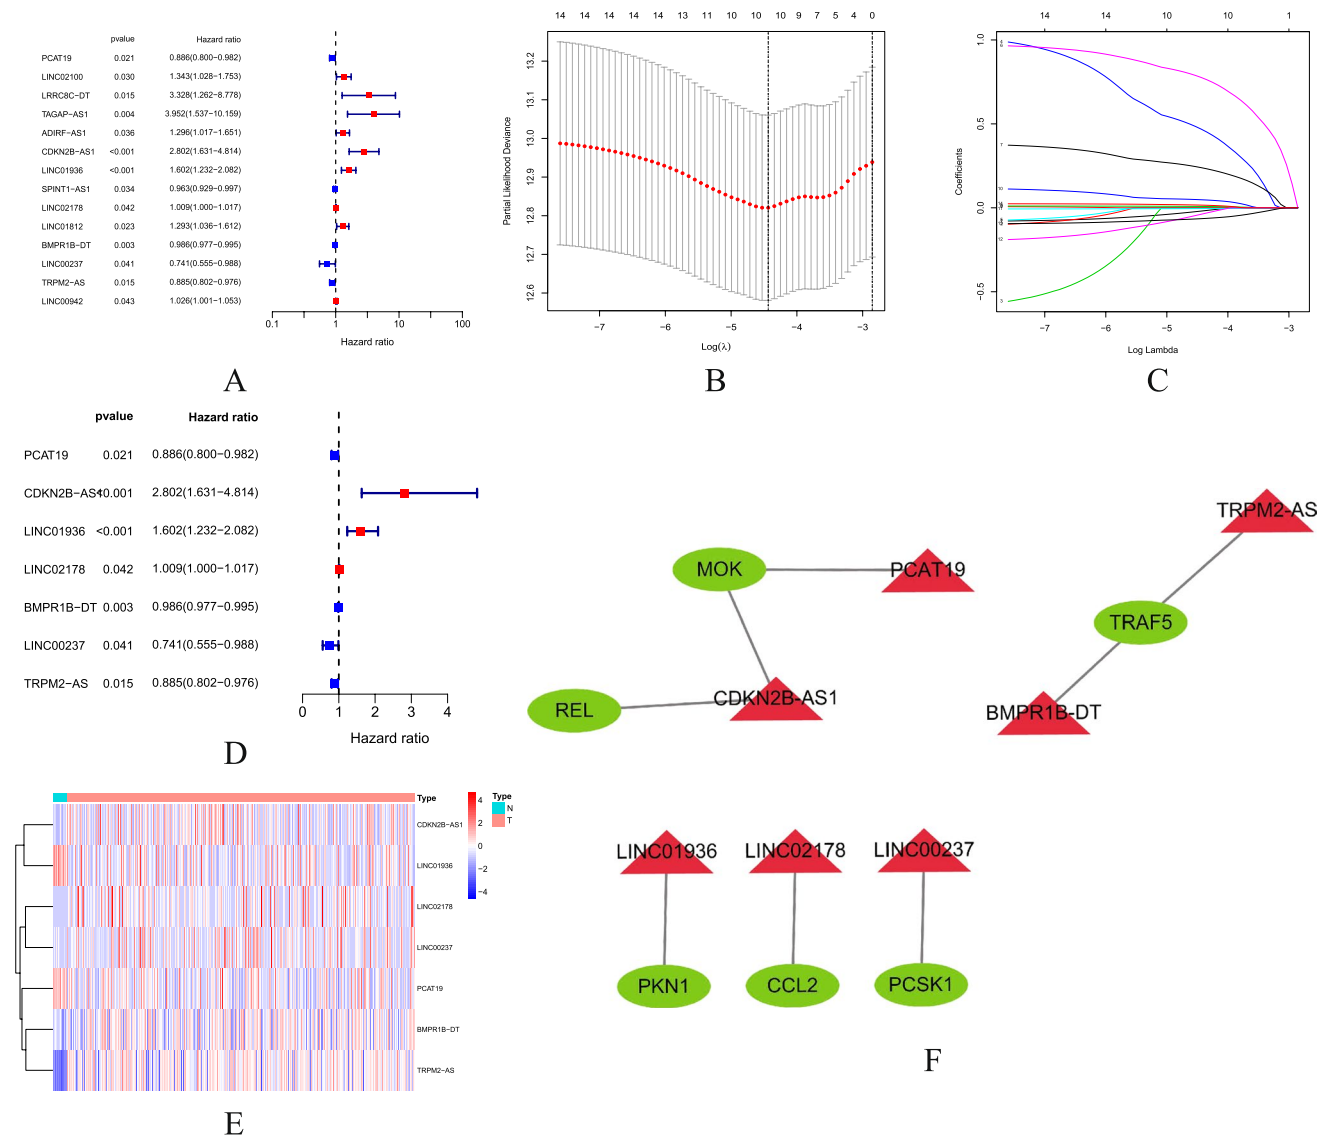 pvalue Hazard ratio
PCAT19 0.021 0.886(0.800−0.982)
LINC02100 0.030 1.343(1.028−1.753)
LRRC8C−DT 0.015 3.328(1.262−8.778)
TAGAP−AS1 0.004 3.952(1.537−10.159)
ADIRF−AS1 0.036 1.296(1.017−1.651)
CDKN2B−AS1 <0.001 2.802(1.631−4.814)
LINC01936 <0.001 1.602(1.232−2.082)
SPINT1−AS1 0.034 0.963(0.929−0.997)
LINC02178 0.042 1.009(1.000−1.017)
LINC01812 0.023 1.293(1.036−1.612)
BMPR1B−DT 0.003 0.986(0.977−0.995)
LINC00237 0.041 0.741(0.555−0.988)
TRPM2−AS 0.015 0.885(0.802−0.976)
LINC00942 0.043 1.026(1.001−1.053)
0.1 1 10 100
Hazard ratio
A
14 14 14 14 14 13 11 10 10 10 9 7 5 4 0
Partial Likelihood Deviance
13.2
13.1
13.0
12.9
12.8
12.7
12.6
−7 −6 −5 −4 −3
Log(λ)
B
14 14 10 10 1
Coefficients
1.0
0.5
0.0
−0.5
7
10
12
3
−7 −6 −5 −4 −3
Log Lambda
C
pvalue Hazard ratio
PCAT19 0.021 0.886(0.800−0.982)
CDKN2B−AS1 <0.001 2.802(1.631−4.814)
LINC01936 <0.001 1.602(1.232−2.082)
LINC02178 0.042 1.009(1.000−1.017)
BMPR1B−DT 0.003 0.986(0.977−0.995)
LINC00237 0.041 0.741(0.555−0.988)
TRPM2−AS 0.015 0.885(0.802−0.976)
0 1 2 3 4
Hazard ratio
D
Type
CDKN2B−AS1
LINC01936
LINC02178
LINC00237
PCAT19
BMPR1B−DT
TRPM2−AS
4
2
0
−2
−4
Type
N
T
E
TRPM2-AS
MOK
PCAT19
TRAF5
CDKN2B-AS1
REL
BMPR1B-DT
LINC01936
LINC02178
LINC00237
PKN1
CCL2
PCSK1
F